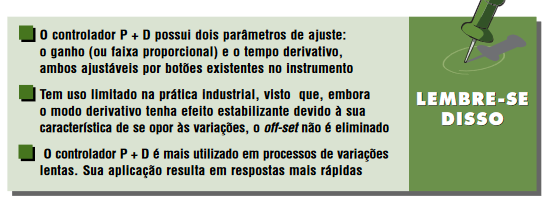 O controlador P + D possui dois parâmetros de ajuste:
o ganho (ou faixa proporcional) e o tempo derivativo,
ambos ajustáveis por botões existentes no instrumento
Tem uso limitado na prática industrial, visto que, embora
o modo derivativo tenha efeito estabilizante devido à sua
característica de se opor às variações, o off-set não é eliminado
O controlador P + D é mais utilizado em processos de variações
lentas. Sua aplicação resulta em respostas mais rápidas
LEMBRE-SE
DISSO